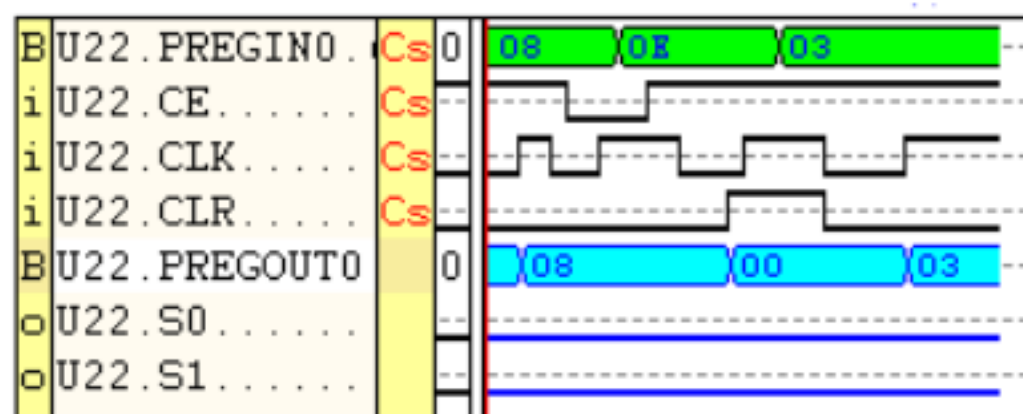 B U22.PREGIN0. Cs 0 08 0E 03
i U22.CE...... Cs
i U22.CLK..... Cs
i U22.CLR..... Cs
B U22.PREGOUT0 0 08 00 03
o U22.S0......
o U22.S1......